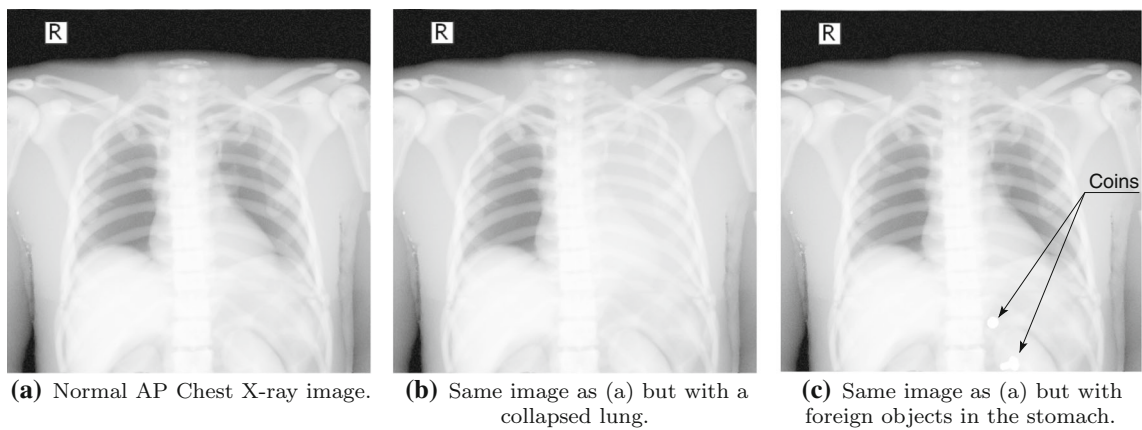 R
R
R
Coins
(a) Normal AP Chest X-ray image.
(b) Same image as (a) but with a
collapsed lung.
(c) Same image as (a) but with
foreign objects in the stomach.